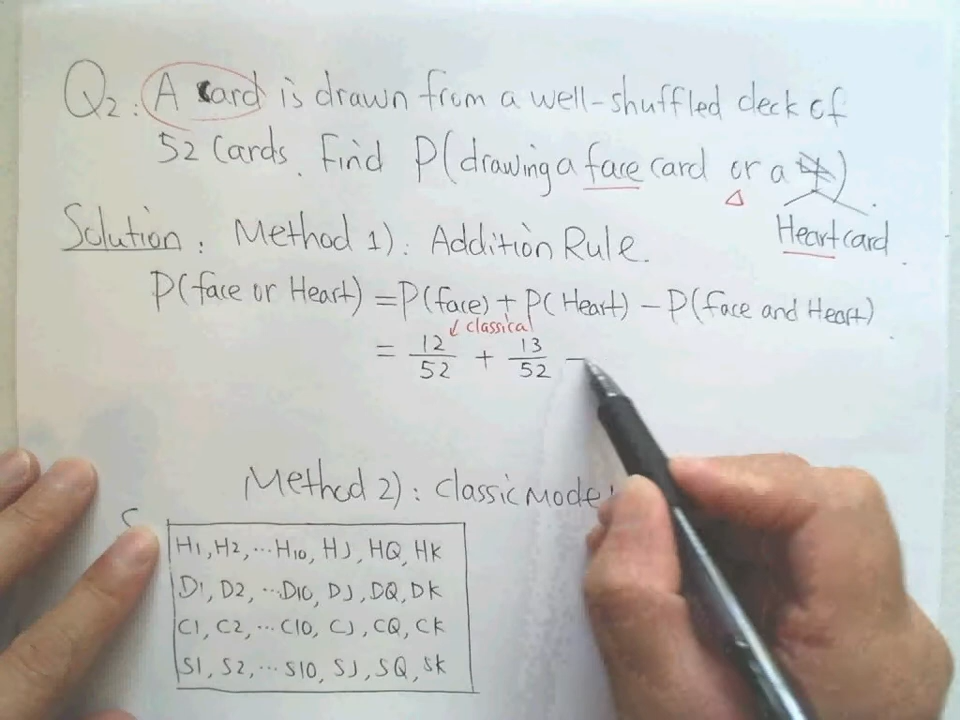 Q2: A card is drawn from a well-shuffled deck of
52 Cards. Find P(drawing a face card or a )
Heart card.
Solution: Method 1): Addition Rule.
P(face or Heart) = P(face) + P(Heart) - P(face and Heart).
↙ classical
= 12/52 + 13/52 -
Method 2): Classic Model
S
H1, H2, ... H10, HJ, HQ, HK
D1, D2, ... D10, DJ, DQ, DK
C1, C2, ... C10, CJ, CQ, CK
S1, S2, ... S10, SJ, SQ, SK